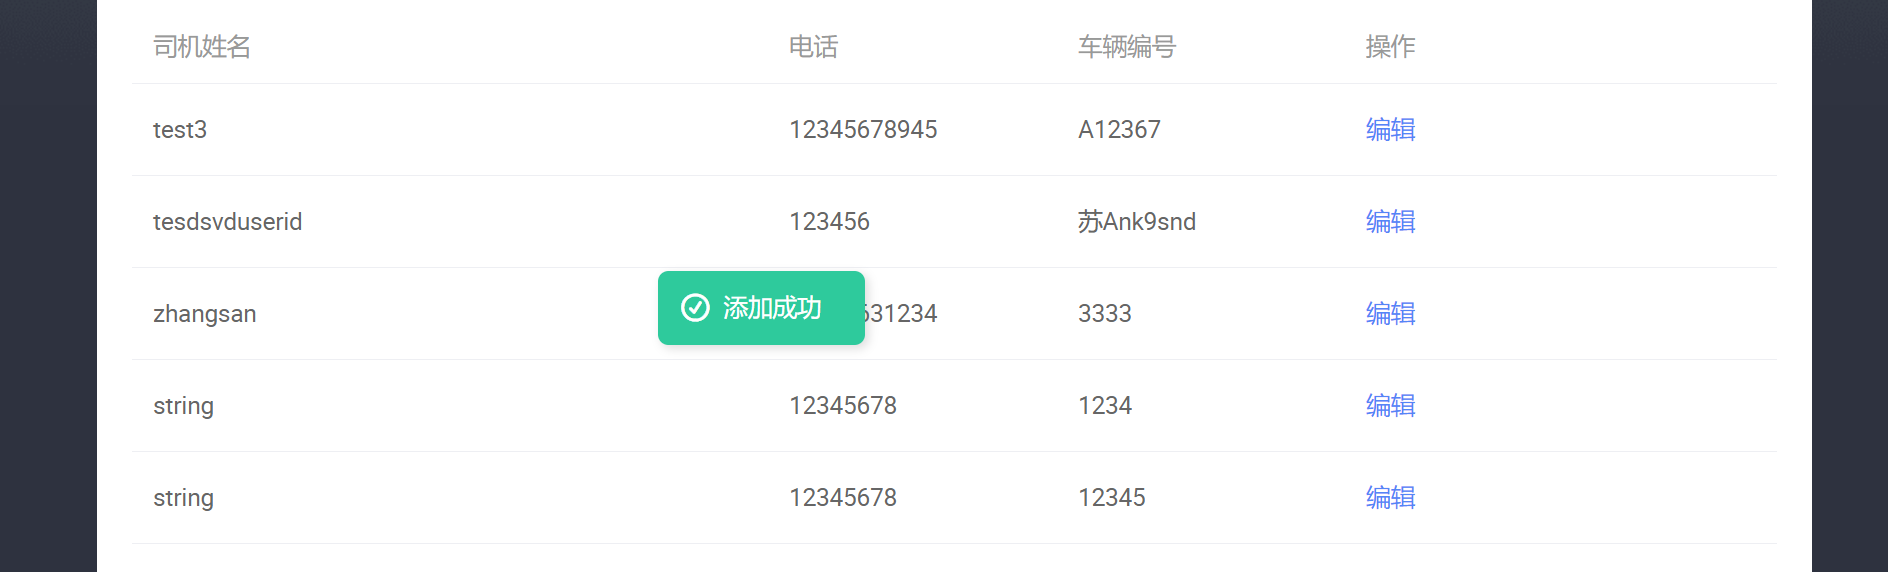 司机姓名 电话 车辆编号 操作
test3 12345678945 A12367 编辑
tesdsvduserid 123456 苏Ank9snd 编辑
添加成功
zhangsan 31234 3333 编辑
string 12345678 1234 编辑
string 12345678 12345 编辑